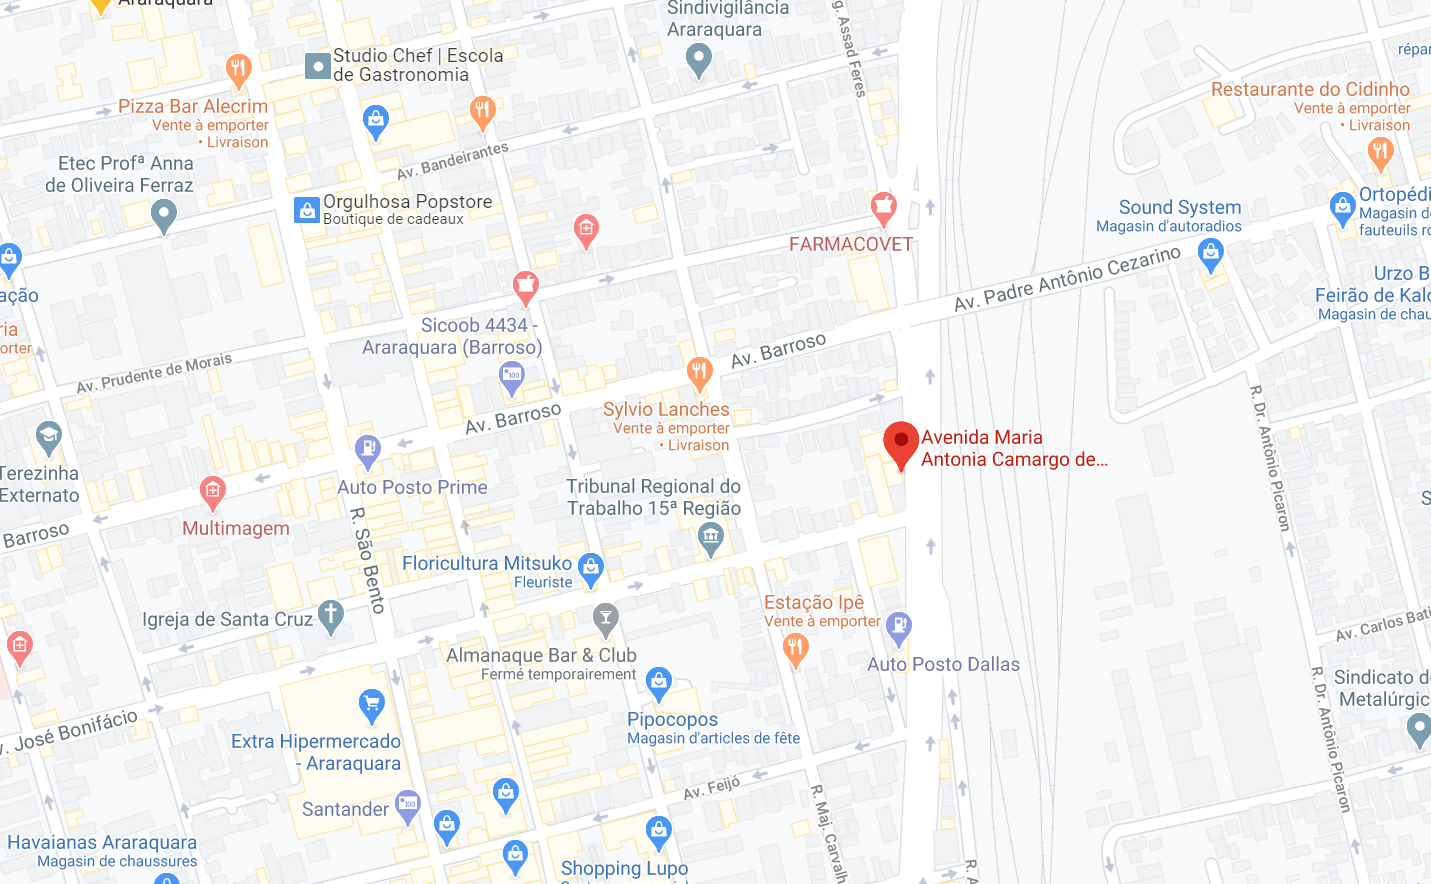 Araraquara
Sindivigilância
Araraquara
Studio Chef | Escola
de Gastronomia
g. Assad Feres
répar
Pizza Bar Alecrim
Vente à emporter
• Livraison
Restaurante do Cidinho
Vente à emporter
• Livraison
Av. Bandeirantes
Etec Profª Anna
de Oliveira Ferraz
Orgulhosa Popstore
Boutique de cadeaux
Sound System
Magasin d'autoradios
Ortopédi
Magasin de
fauteuils ro
FARMACOVET
Av. Padre Antônio Cezarino
Urzo B
Feirão de Kalç
Magasin de chau
ação
ria
orter
Sicoob 4434 -
Araraquara (Barroso)
100
Av. Prudente de Morais
Av. Barroso
Av. Barroso
Sylvio Lanches
Vente à emporter
• Livraison
Avenida Maria
Antonia Camargo de...
R. Dr. Antônio Picaron
Terezinha
Externato
Auto Posto Prime
Tribunal Regional do
Trabalho 15ª Região
S
Multimagem
Barroso
R. São Bento
Floricultura Mitsuko
Fleuriste
Igreja de Santa Cruz
Estação Ipê
Vente à emporter
Av. Carlos Bati
Almanaque Bar & Club
Fermé temporairement
Auto Posto Dallas
Sindicato do
Metalúrgic
R. Dr. Antônio Picaron
. José Bonifácio
Pipocopos
Magasin d'articles de fête
Extra Hipermercado
- Araraquara
Av. Feijó
Santander
100
R. Maj. Carvalh
Havaianas Araraquara
Magasin de chaussures
Shopping Lupo
R. A